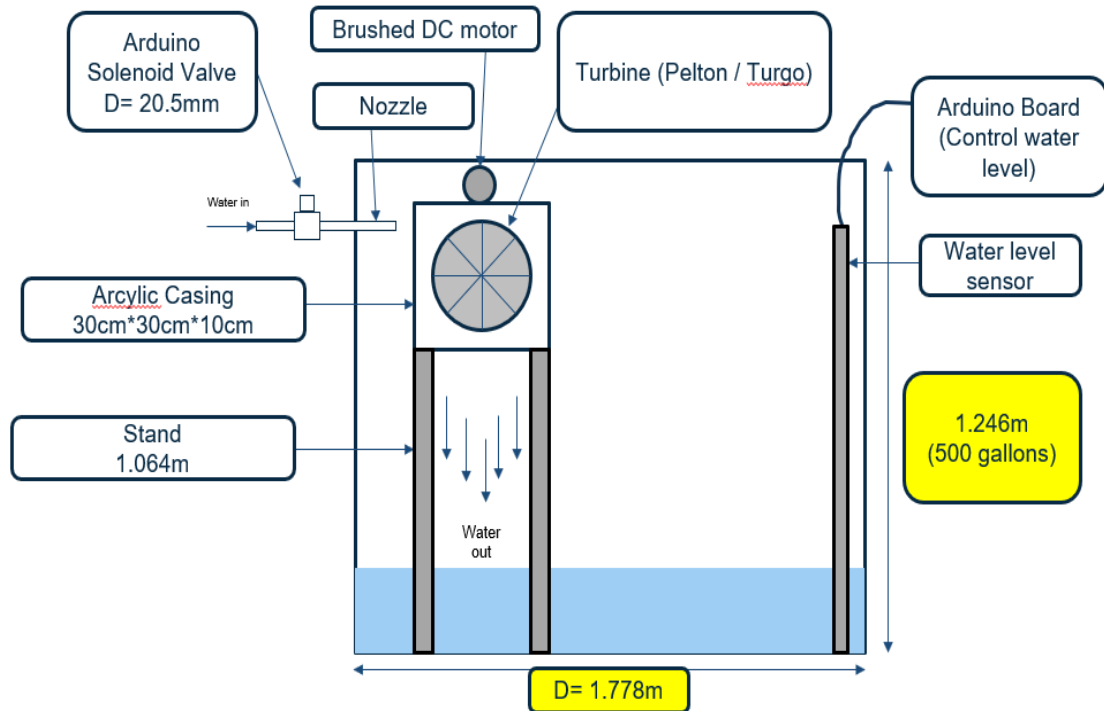 Arduino
Solenoid Valve
D= 20.5mm
Brushed DC motor
Nozzle
Turbine (Pelton / Turgo)
Arduino Board
(Control water
level)
Water in
Water level
sensor
Arcylic Casing
30cm*30cm*10cm
Stand
1.064m
1.246m
(500 gallons)
Water
out
D= 1.778m